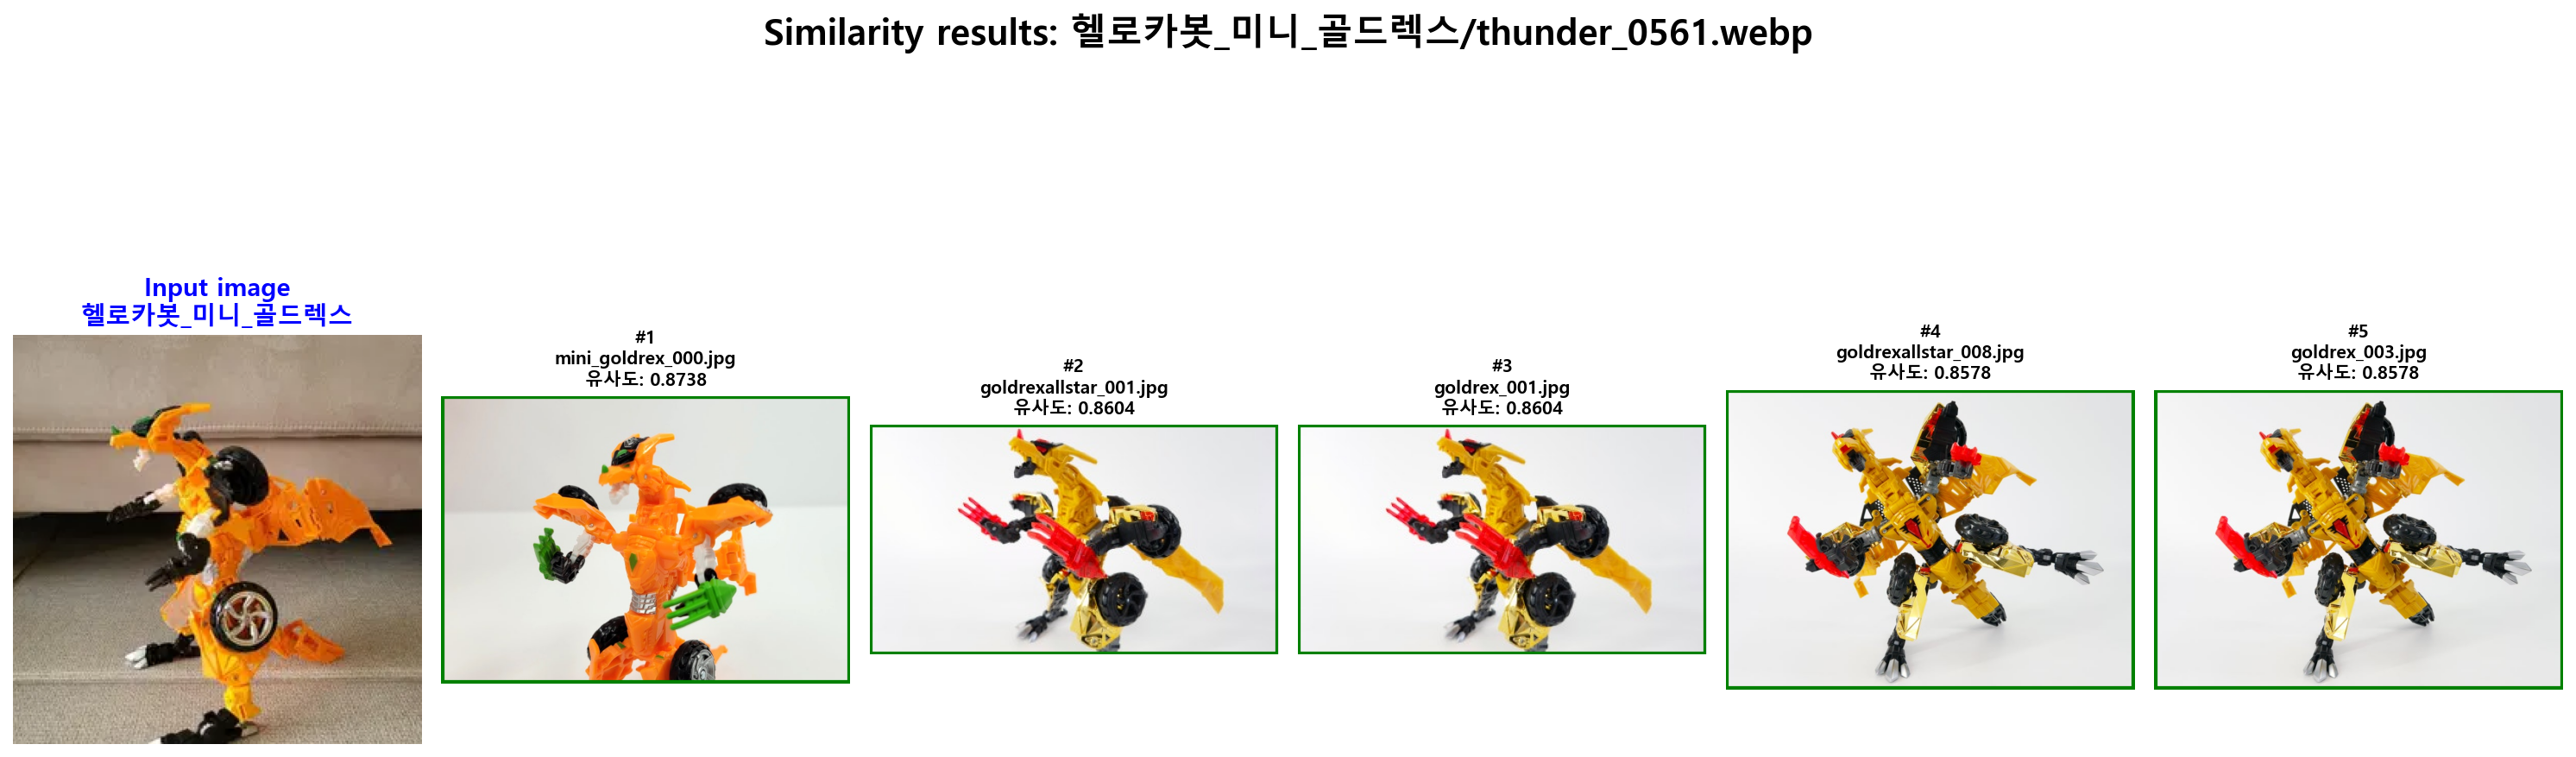 Similarity results: 헬로카봇_미니_골드렉스/thunder_0561.webp
Input image
헬로카봇_미니_골드렉스
#1
mini_goldrex_000.jpg
유사도: 0.8738
#2
goldrexallstar_001.jpg
유사도: 0.8604
#3
goldrex_001.jpg
유사도: 0.8604
#4
goldrexallstar_008.jpg
유사도: 0.8578
#5
goldrex_003.jpg
유사도: 0.8578